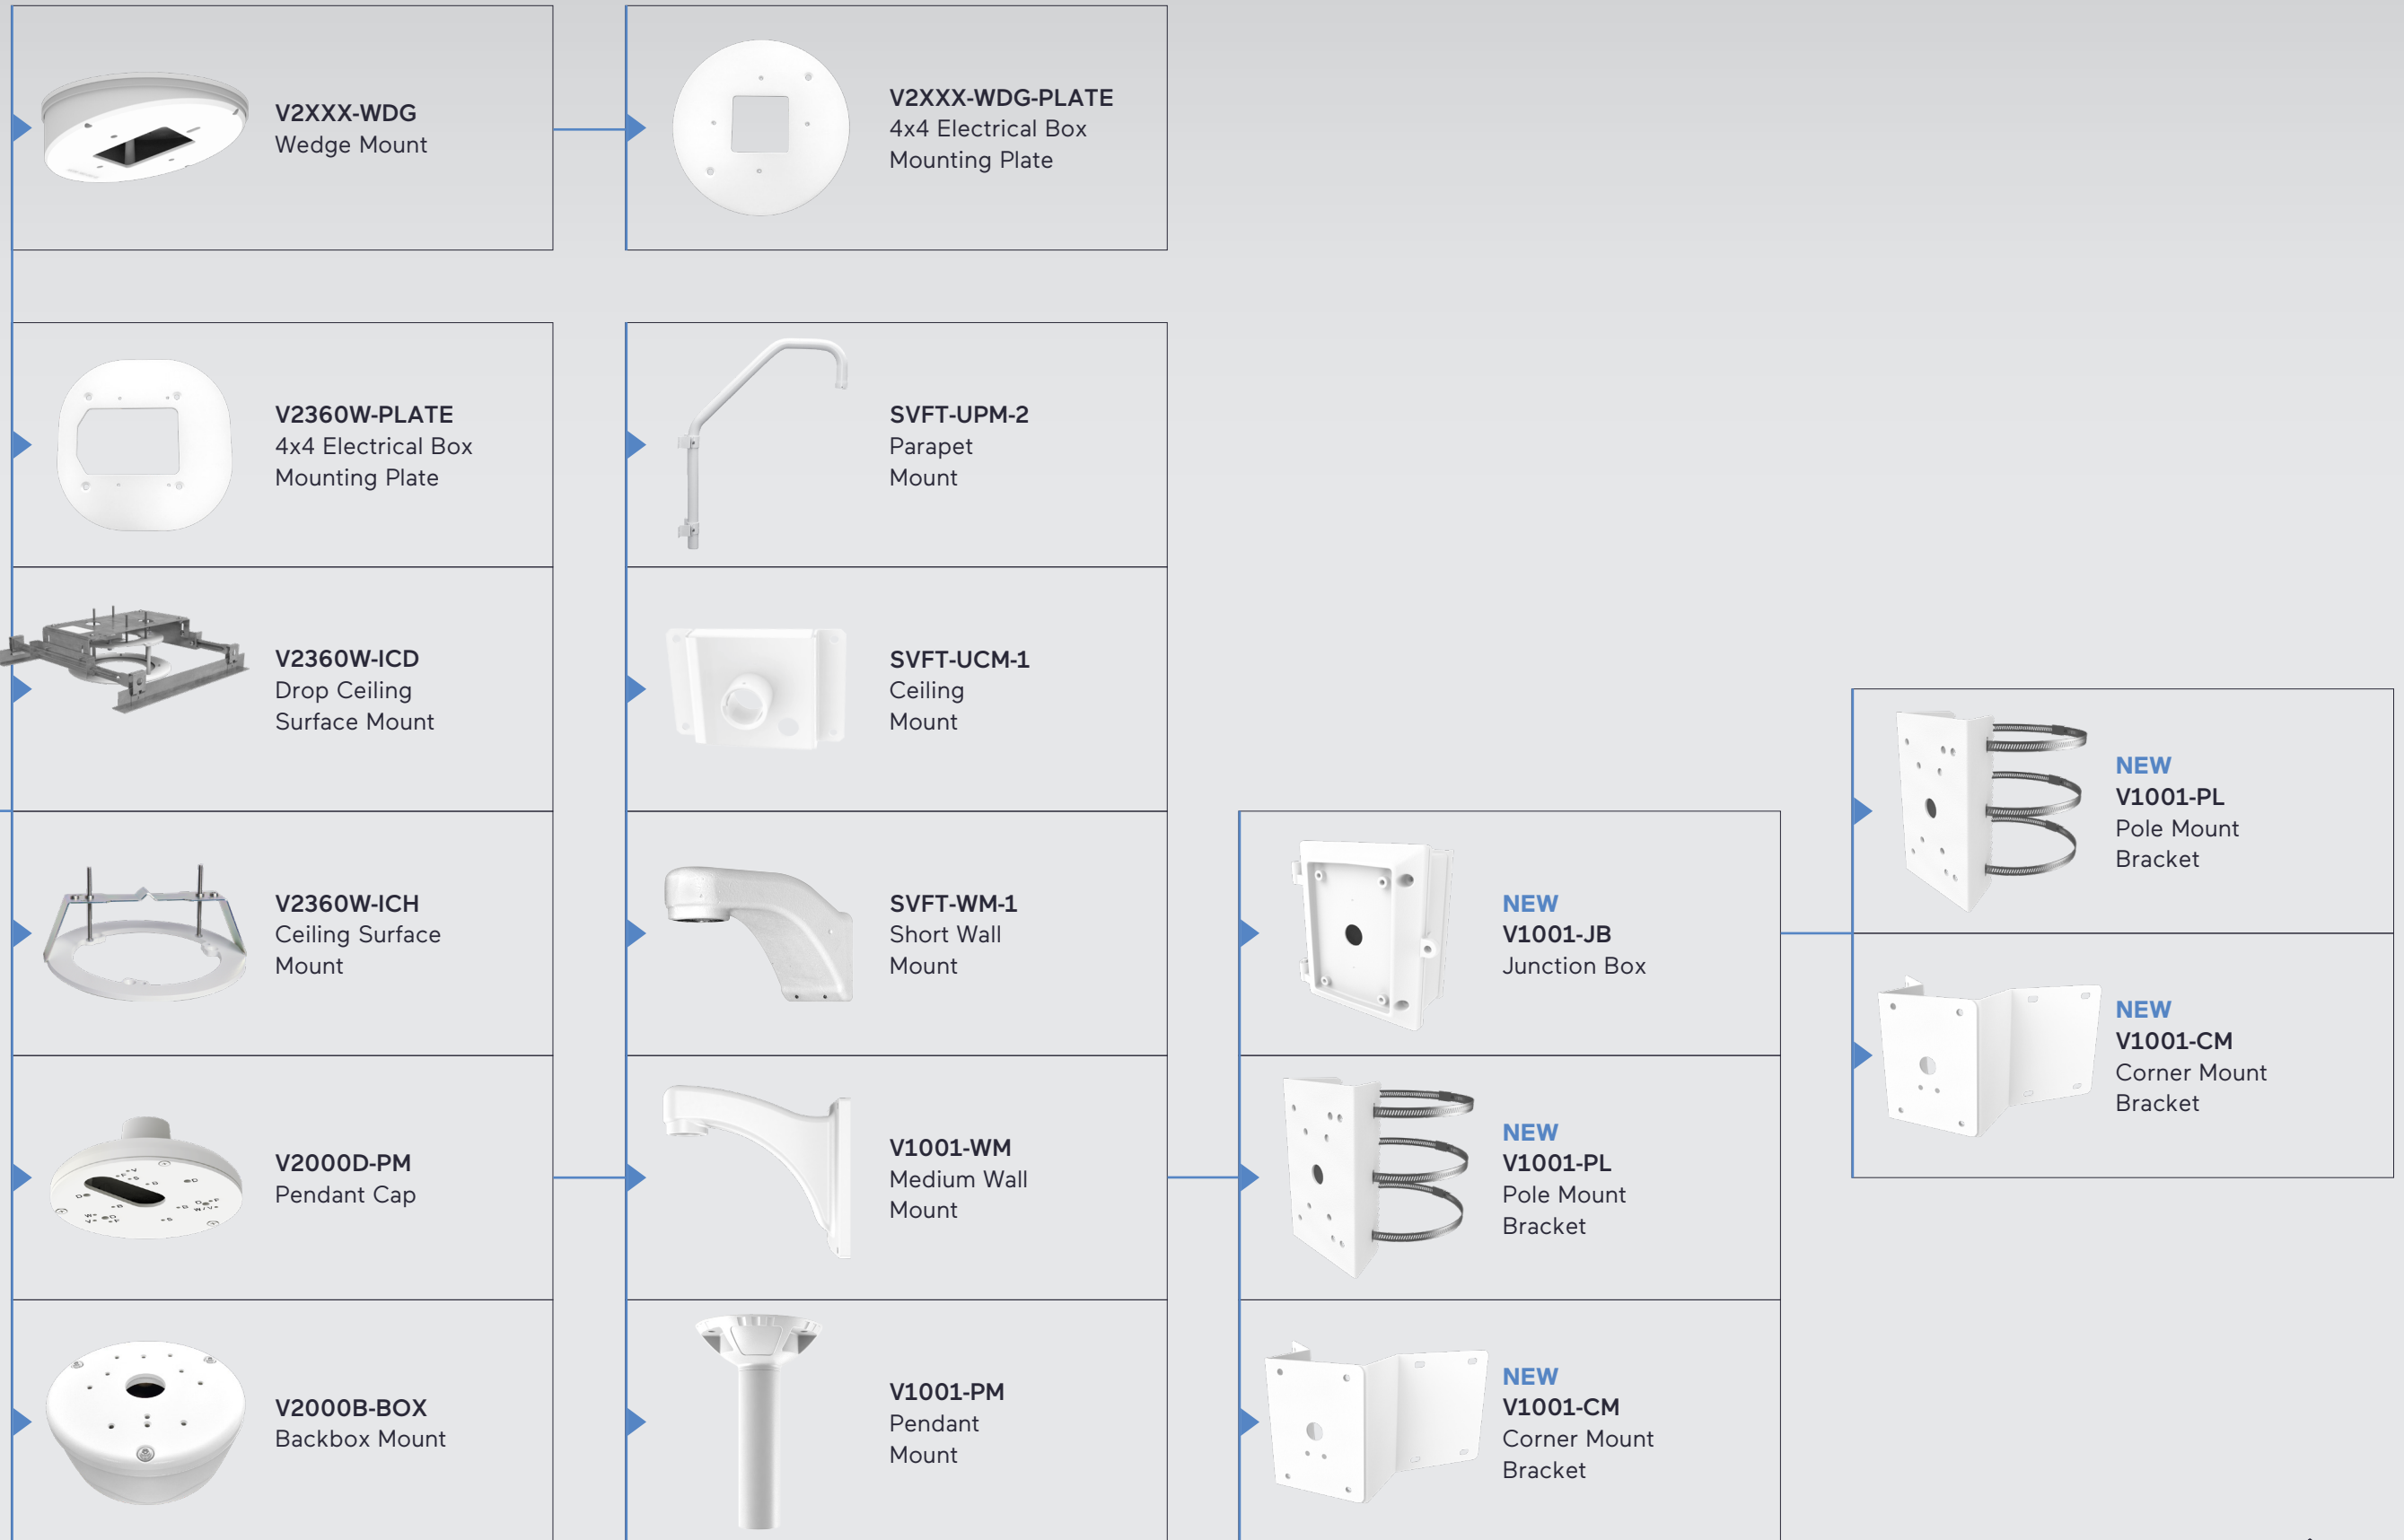 V2XXX-WDG
Wedge Mount
V2XXX-WDG-PLATE
4x4 Electrical Box
Mounting Plate
V2360W-PLATE
4x4 Electrical Box
Mounting Plate
SVFT-UPM-2
Parapet
Mount
V2360W-ICD
Drop Ceiling
Surface Mount
SVFT-UCM-1
Ceiling
Mount
NEW
V1001-PL
Pole Mount
Bracket
V2360W-ICH
Ceiling Surface
Mount
SVFT-WM-1
Short Wall
Mount
NEW
V1001-JB
Junction Box
NEW
V1001-CM
Corner Mount
Bracket
V2000D-PM
Pendant Cap
V1001-WM
Medium Wall
Mount
NEW
V1001-PL
Pole Mount
Bracket
V2000B-BOX
Backbox Mount
V1001-PM
Pendant
Mount
NEW
V1001-CM
Corner Mount
Bracket